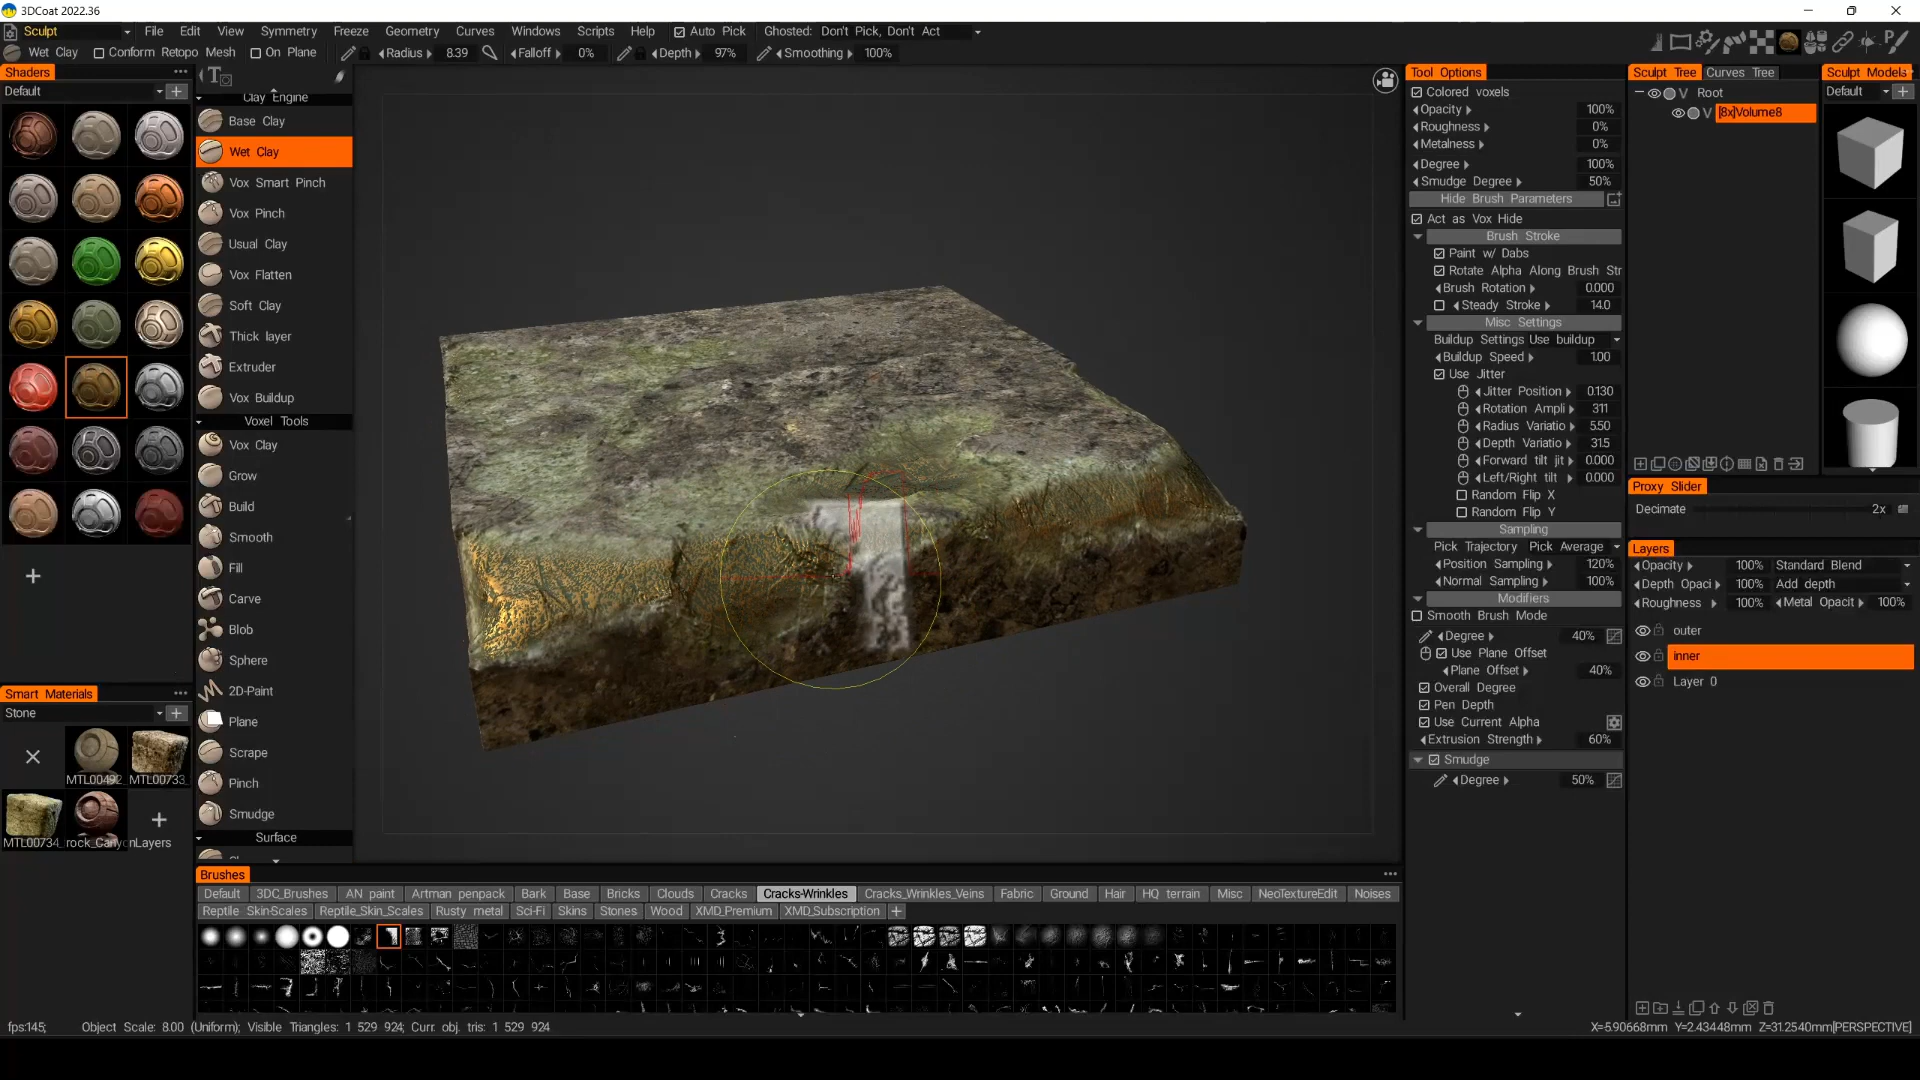 3DCoat 2022.36
Sculpt File Edit View Symmetry Freeze Geometry Curves Windows Scripts Help Auto Pick Ghosted: Don't Pick, Don't Act
Wet Clay Conform Retopo Mesh On Plane Radius 8.39 Falloff 0% Depth 97% Smoothing 100%
Shaders
Default
Clay Engine
Base Clay
Wet Clay
Vox Smart Pinch
Vox Pinch
Usual Clay
Vox Flatten
Soft Clay
Thick layer
Extruder
Vox Buildup
Voxel Tools
Vox Clay
Grow
Build
Smooth
Fill
Carve
Blob
Sphere
2D-Paint
Plane
Scrape
Pinch
Smudge
Surface
Smart Materials
Stone
MTL00492 MTL00733
MTL00734 rock_Canyon Layers
Tool Options
Colored voxels
Opacity 100%
Roughness 0%
Metalness 0%
Degree 100%
Smudge Degree 50%
Hide Brush Parameters
Act as Vox Hide
Brush Stroke
Paint w/ Dabs
Rotate Alpha Along Brush Str
Brush Rotation 0.000
Steady Stroke 14.0
Misc Settings
Buildup Settings Use buildup
Buildup Speed 1.00
Use Jitter
Jitter Position 0.130
Rotation Ampli 311
Radius Variatio 5.50
Depth Variatio 31.5
Forward tilt jit 0.000
Left/Right tilt 0.000
Random Flip X
Random Flip Y
Sampling
Pick Trajectory Pick Average
Position Sampling 120%
Normal Sampling 100%
Modifiers
Smooth Brush Mode
Degree 40%
Use Plane Offset
Plane Offset 40%
Overall Degree
Pen Depth
Use Current Alpha
Extrusion Strength 60%
Smudge
Degree 50%
Sculpt Tree Curves Tree
V Root
V [8x]Volume8
Sculpt Models
Default
Proxy Slider
Decimate 2x
Layers
Opacity 100% Standard Blend
Depth Opaci 100% Add depth
Roughness 100% Metal Opacit 100%
outer
inner
Layer 0
Brushes
Default 3DC_Brushes AN paint Artman penpack Bark Base Bricks Clouds Cracks Cracks-Wrinkles Cracks_Wrinkles_Veins Fabric Ground Hair HQ terrain Misc NeoTextureEdit Noises
Reptile Skin-Scales Reptile_Skin_Scales Rusty metal Sci-Fi Skins Stones Wood XMD_Premium XMD_Subscription
fps:145; Object Scale: 8.00 (Uniform); Visible Triangles: 1 529 924; Curr. obj. tris: 1 529 924
X=5.90668mm Y=2.43448mm Z=31.2540mm[PERSPECTIVE]